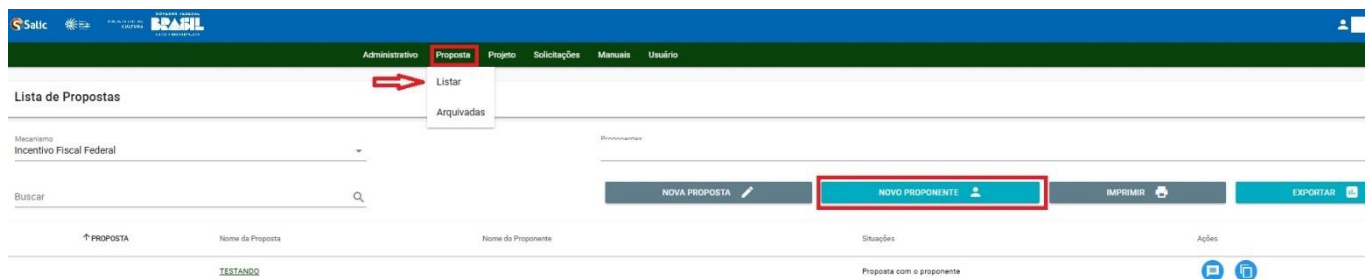 Salic
BRASIL
Administrativo Proposta Projeto Solicitações Manuais Usuário
Listar
Arquivadas
Lista de Propostas
Mecanismo
Incentivo Fiscal Federal
Proponentes
Buscar
NOVA PROPOSTA NOVO PROPONENTE IMPRIMIR EXPORTAR
PROPOSTA Nome da Proposta Nome do Proponente Situações Ações
TESTANDO Proposta com o proponente